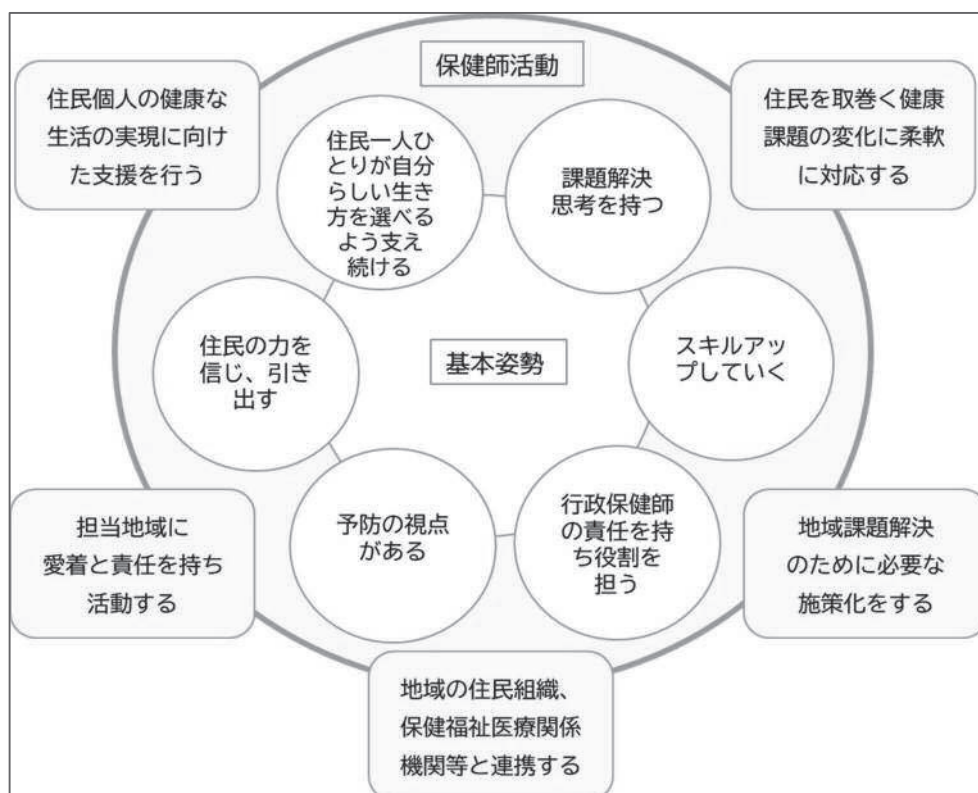 保健師活動
住民個人の健康な
生活の実現に向け
た支援を行う
住民を取巻く健康
課題の変化に柔軟
に対応する
住民一人ひ
とりが自分
らしい生き
方を選べる
よう支え
続ける
課題解決
思考を持つ
住民の力を
信じ、引き
出す
基本姿勢
スキルアッ
プしていく
予防の視点
がある
行政保健師
の責任を持
ち役割を
担う
担当地域に
愛着と責任を持ち
活動する
地域課題解決
のために必要な
施策化をする
地域の住民組織、
保健福祉医療関係
機関等と連携する